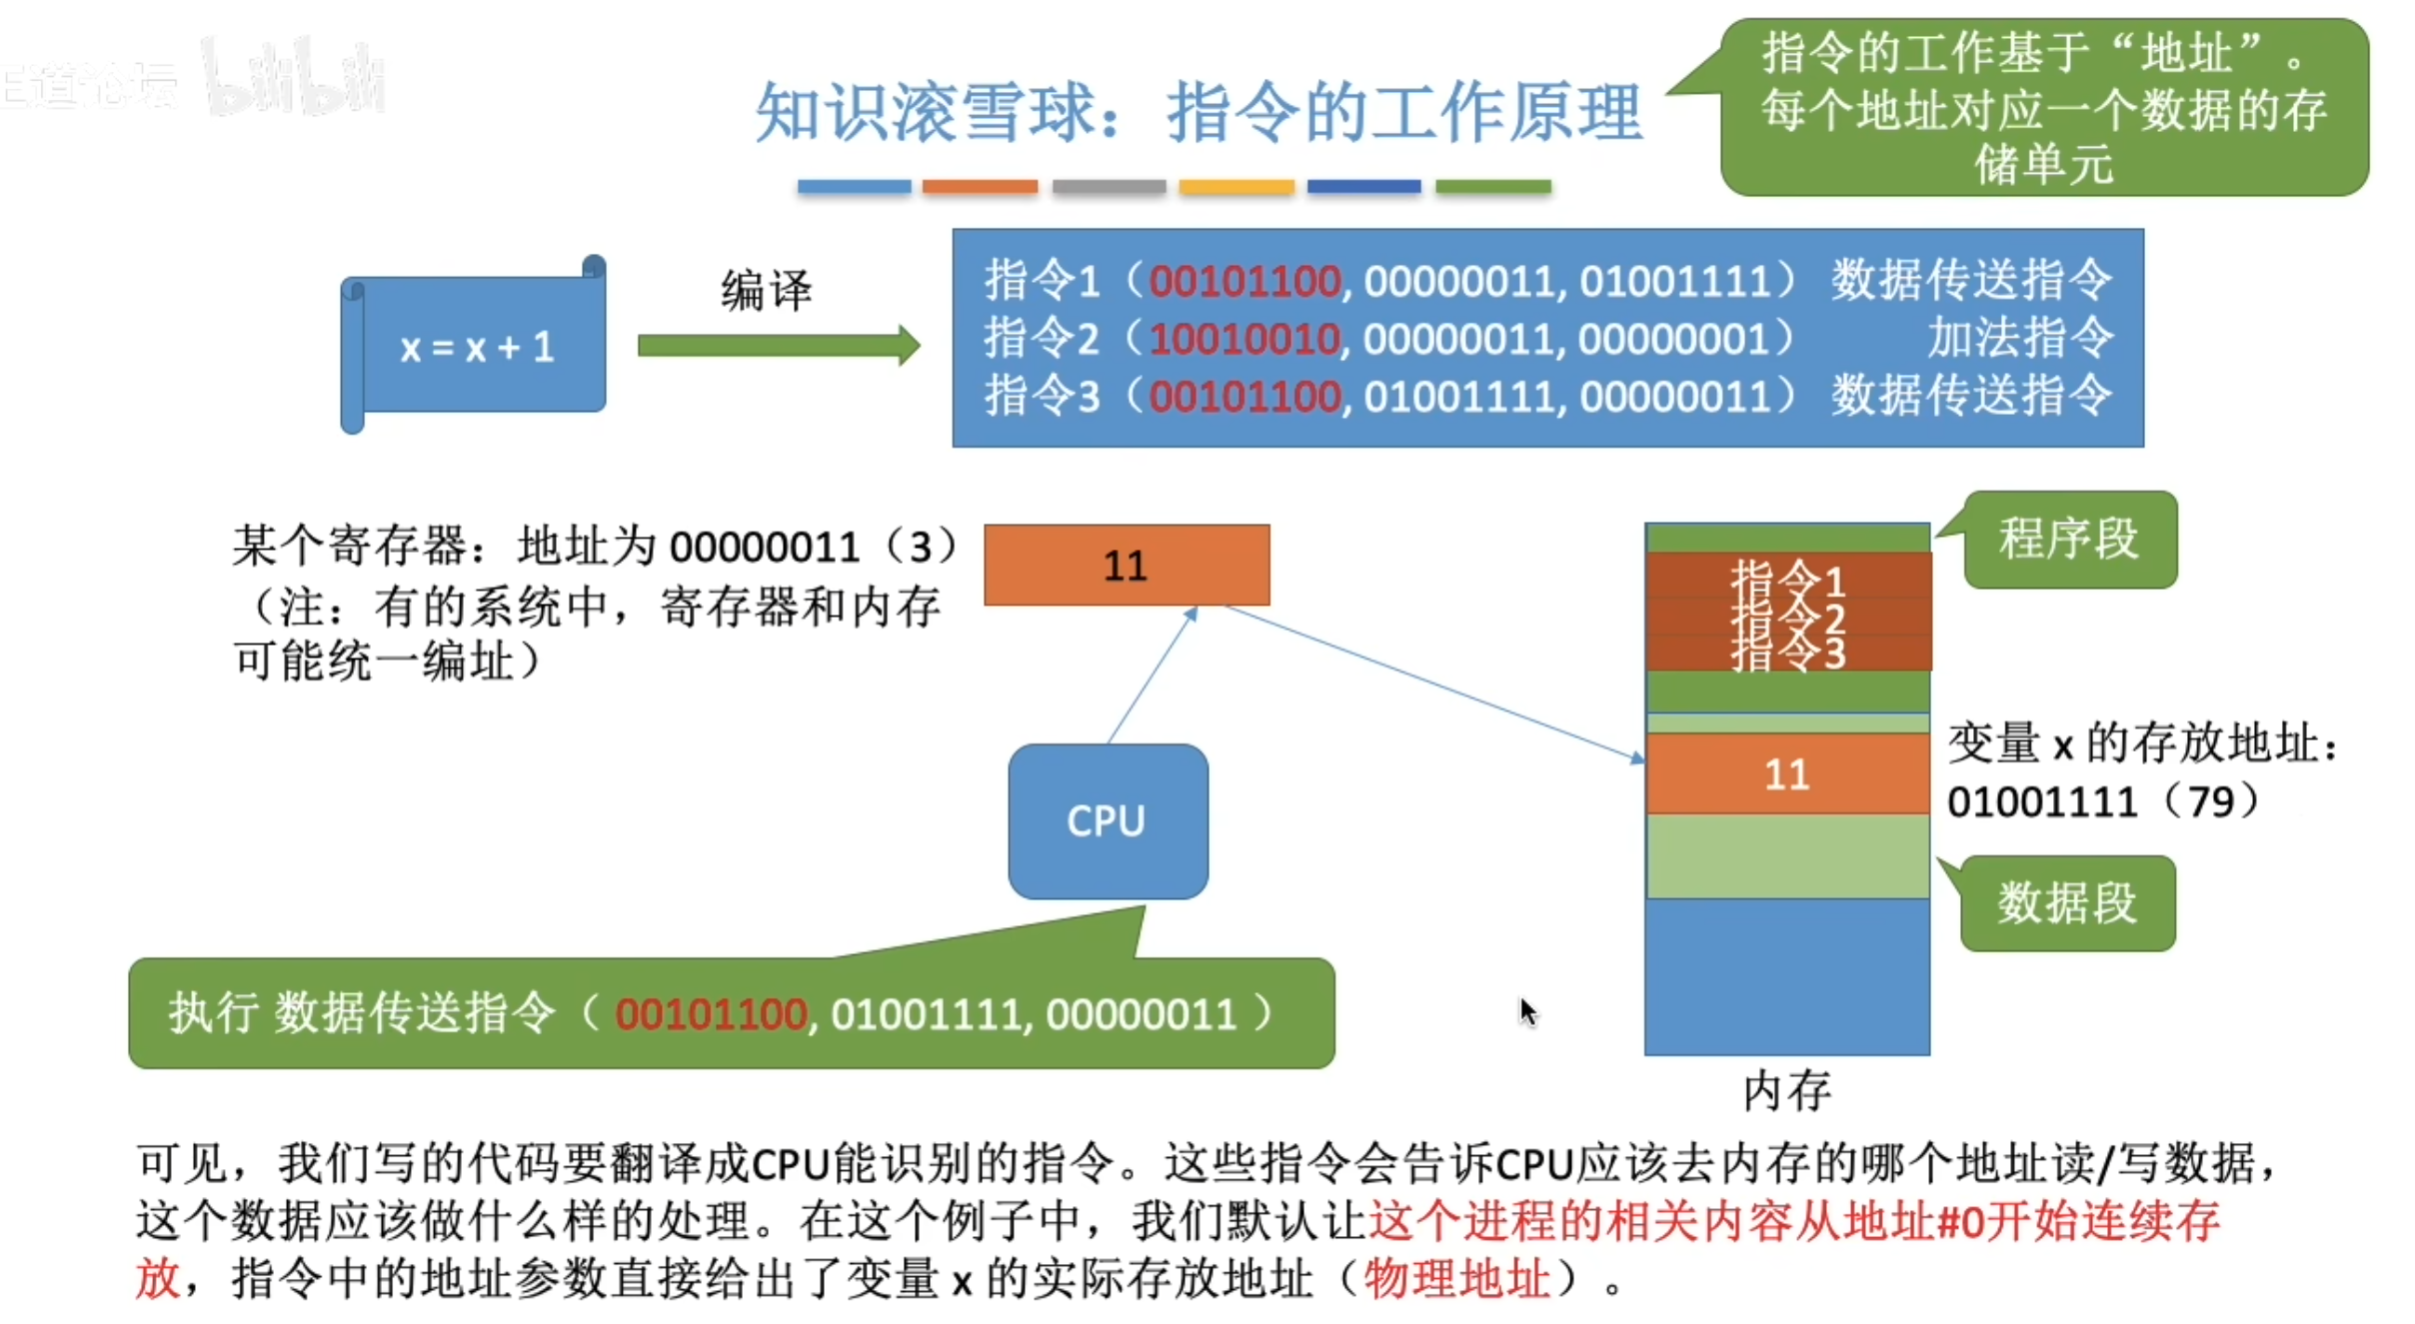 王道论坛 bilibili
知识滚雪球：指令的工作原理
指令的工作基于“地址”。
每个地址对应一个数据的存
储单元
x = x + 1
编译
指令1（00101100, 00000011, 01001111） 数据传送指令
指令2（10010010, 00000011, 00000001） 加法指令
指令3（00101100, 01001111, 00000011） 数据传送指令
某个寄存器：地址为 00000011（3）
（注：有的系统中，寄存器和内存
可能统一编址）
11
CPU
执行 数据传送指令（ 00101100, 01001111, 00000011 ）
程序段
指令1
指令2
指令3
11
变量 x 的存放地址：
01001111（79）
数据段
内存
可见，我们写的代码要翻译成CPU能识别的指令。这些指令会告诉CPU应该去内存的哪个地址读/写数据，
这个数据应该做什么样的处理。在这个例子中，我们默认让这个进程的相关内容从地址#0开始连续存
放，指令中的地址参数直接给出了变量 x 的实际存放地址（物理地址）。